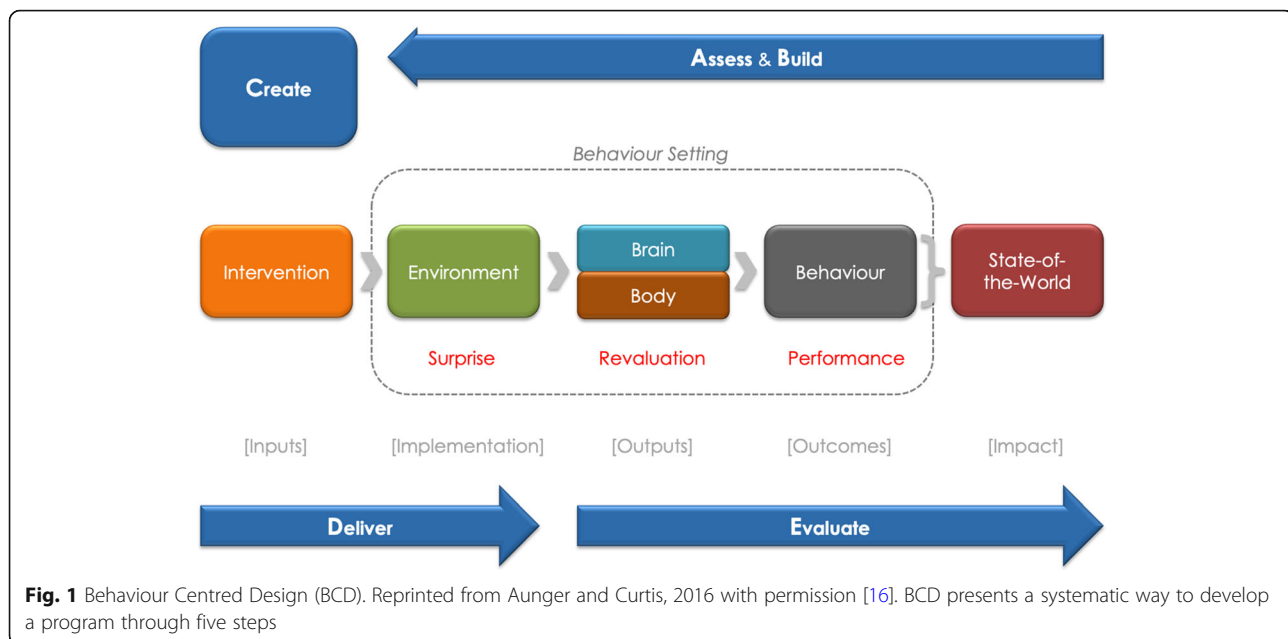 Create
Assess & Build
Behaviour Setting
Intervention
Environment
Brain
Body
Behaviour
State-of-
the-World
Surprise
Revaluation
Performance
[Inputs]
[Implementation]
[Outputs]
[Outcomes]
[Impact]
Deliver
Evaluate
Fig. 1 Behaviour Centred Design (BCD). Reprinted from Aunger and Curtis, 2016 with permission [16]. BCD presents a systematic way to develop
a program through five steps